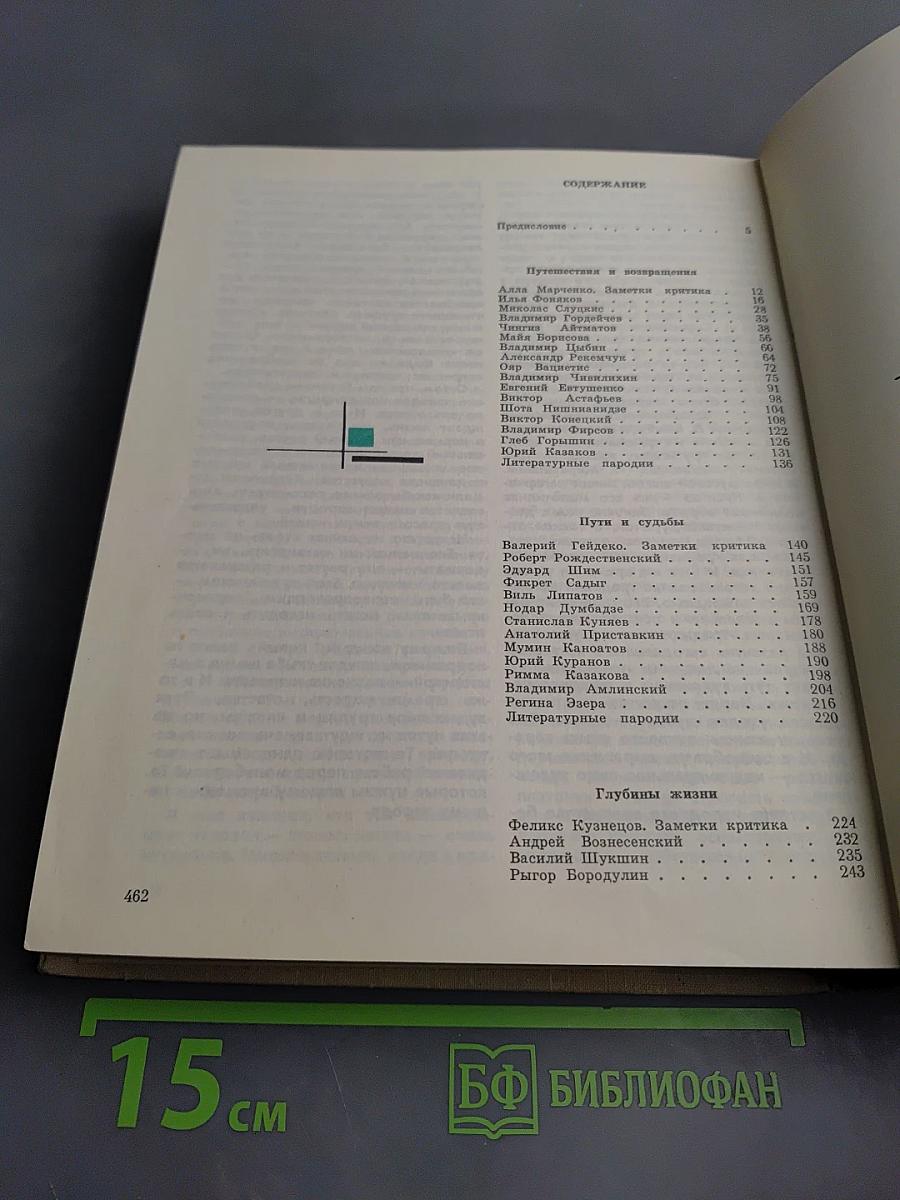 СОДЕРЖАНИЕ
Предисловие . . . . . . . . . . 5
Путешествия и возвращения
Алла Марченко. Заметки критика . 12
Илья Фоняков . . . . . . . . . 16
Миколас Слуцкис . . . . . . . . 28
Владимир Гордейчев . . . . . . . 35
Чингиз Айтматов . . . . . . . 38
Майя Борисова . . . . . . . . . 56
Владимир Цыбин . . . . . . . . 60
Александр Рекемчук . . . . . . . 64
Ояр Вациетис . . . . . . . . . 72
Владимир Чивилихин . . . . . . . 75
Евгений Евтушенко . . . . . . . 91
Виктор Астафьев . . . . . . . 98
Шота Нишнианидзе . . . . . . . 104
Виктор Конецкий . . . . . . . . 108
Владимир Фирсов . . . . . . . . 122
Глеб Горышин . . . . . . . . . 126
Юрий Казаков . . . . . . . . . 131
Литературные пародии . . . . . 136
Пути и судьбы
Валерий Гейдеко. Заметки критика 140
Роберт Рождественский . . . . . . 145
Эдуард Шим . . . . . . . . . 151
Фикрет Садыг . . . . . . . . . 157
Виль Липатов . . . . . . . . . 159
Нодар Думбадзе . . . . . . . . 169
Станислав Куняев . . . . . . . . 178
Анатолий Приставкин . . . . . . 180
Мумин Каноатов . . . . . . . . 188
Юрий Куранов . . . . . . . . . 190
Римма Казакова . . . . . . . . 198
Владимир Амлинский . . . . . . 204
Регина Эзера . . . . . . . . . 216
Литературные пародии . . . . . 220
Глубины жизни
Феликс Кузнецов. Заметки критика . 224
Андрей Вознесенский . . . . . . 232
Василий Шукшин . . . . . . . . 235
Рыгор Бородулин . . . . . . . . 243
462
15 см
БФ БИБЛИОФАН